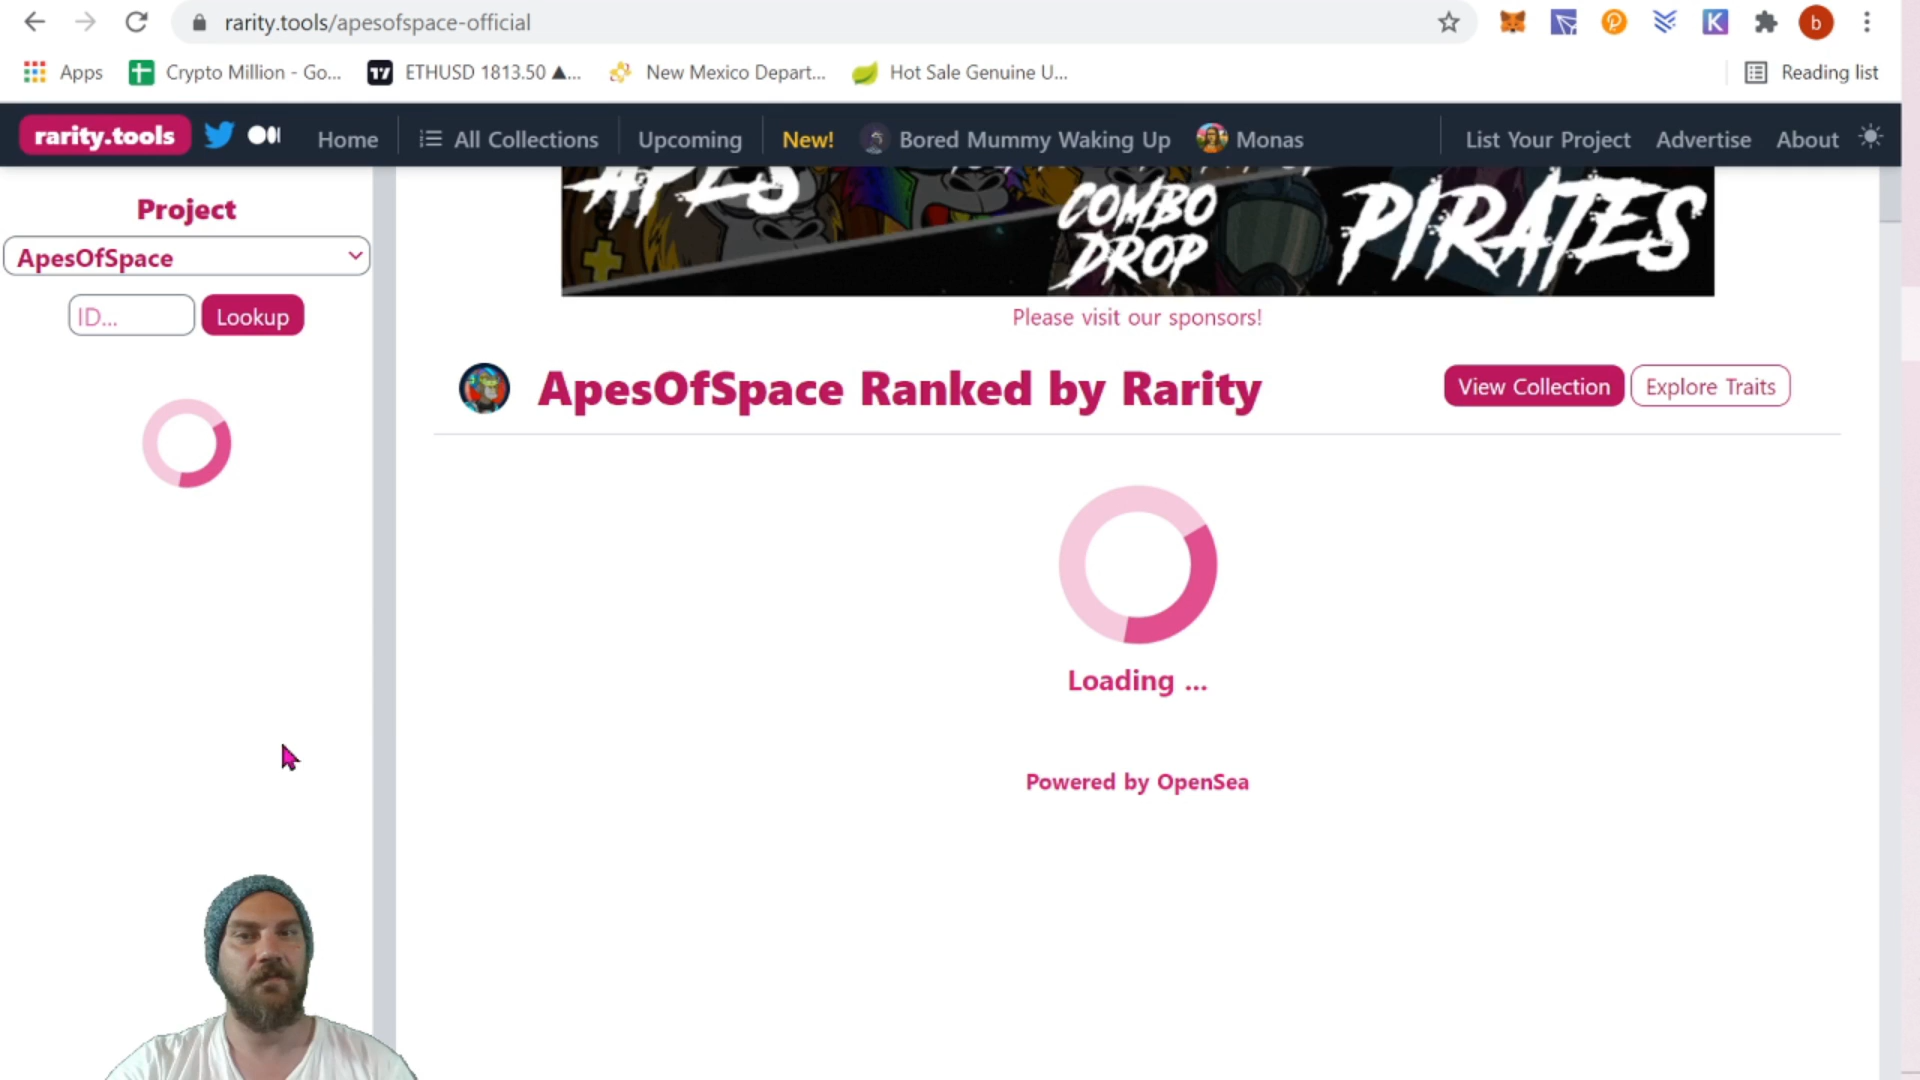 rarity.tools/apesofspace-official
b
Apps
Crypto Million - Go...
ETHUSD 1813.50 ▲...
New Mexico Depart...
Hot Sale Genuine U...
Reading list
rarity.tools
Home
All Collections
Upcoming
New!
Bored Mummy Waking Up
Monas
List Your Project
Advertise
About
Project
ApesOfSpace
ID...
Lookup
APES
COMBO
DROP
PIRATES
Please visit our sponsors!
ApesOfSpace Ranked by Rarity
View Collection
Explore Traits
Loading ...
Powered by OpenSea